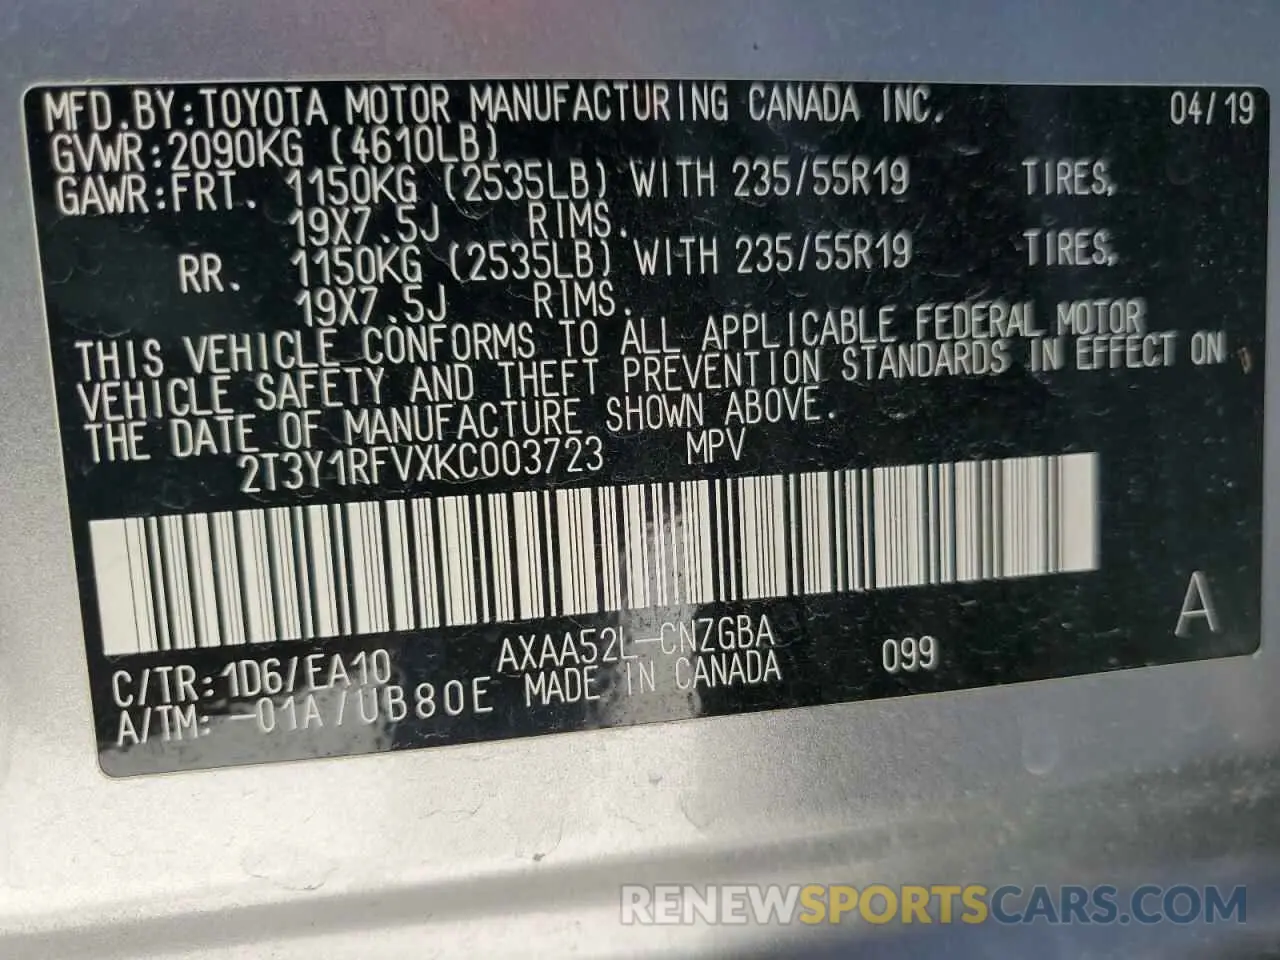 MFD.BY:TOYOTA MOTOR MANUFACTURING CANADA INC. 04/19
GVWR:2090KG (4610LB)
GAWR:FRT. 1150KG (2535LB) WITH 235/55R19 TIRES,
19X7.5J RIMS.
RR. 1150KG (2535LB) WITH 235/55R19 TIRES,
19X7.5J RIMS.
THIS VEHICLE CONFORMS TO ALL APPLICABLE FEDERAL MOTOR
VEHICLE SAFETY AND THEFT PREVENTION STANDARDS IN EFFECT ON
THE DATE OF MANUFACTURE SHOWN ABOVE.
2T3Y1RFVXKC003723 MPV
A
C/TR:1D6/EA10 AXAA52L-CNZGBA 099
A/TM:-01A/UB80E MADE IN CANADA
RENEWSPORTSCARS.COM